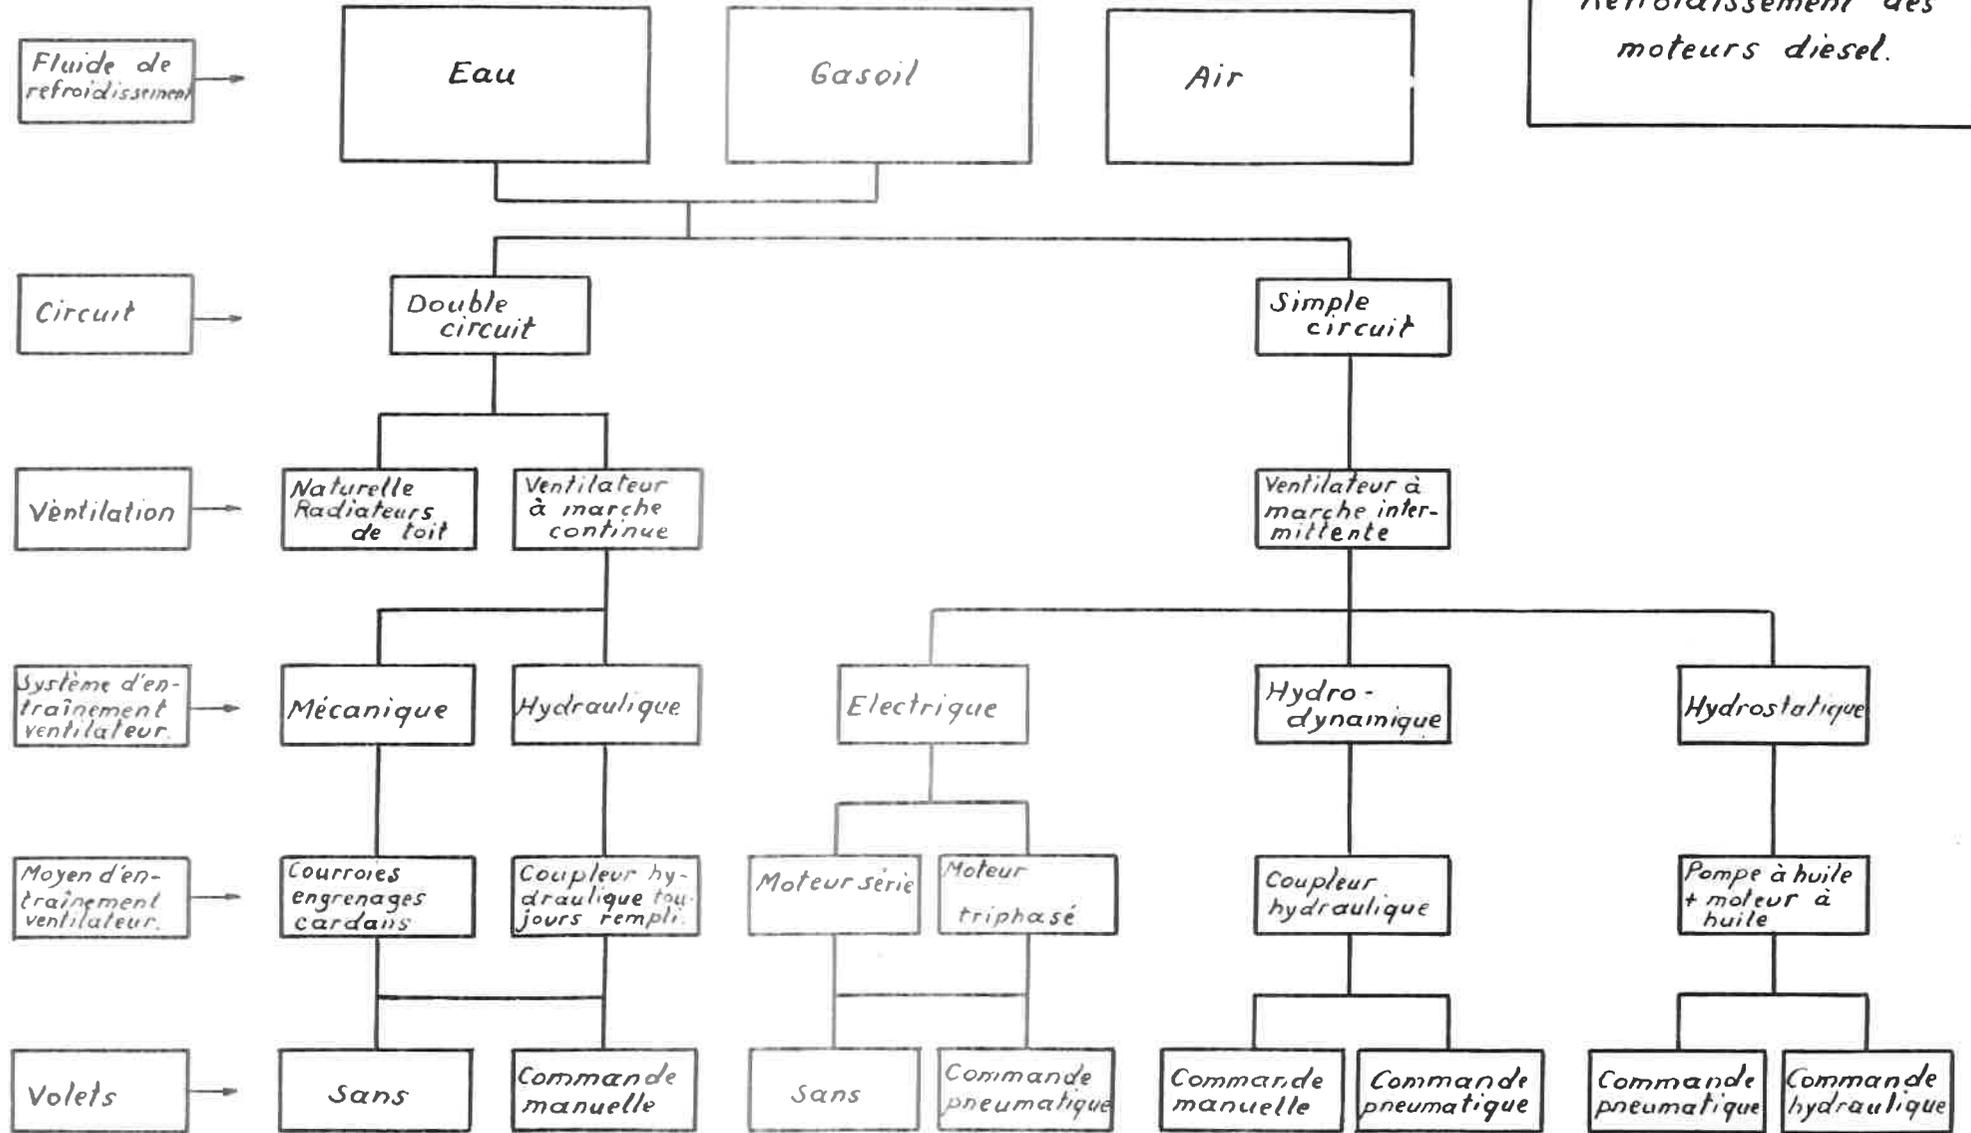 Refroidissement des
moteurs diesel.
Fluide de
refroidissement
Eau
Gasoil
Air
Circuit
Double
circuit
Simple
circuit
Ventilation
Naturelle
Radiateurs
de toit
Ventilateur
à marche
continue
Ventilateur à
marche inter-
mittente
Système d'en-
traînement
ventilateur.
Mécanique
Hydraulique
Electrique
Hydro-
dynamique
Hydrostatique
Moyen d'en-
traînement
ventilateur.
Courroies
engrenages
cardans
Coupleur hy-
draulique tou-
jours rempli.
Moteur série
Moteur
triphasé
Coupleur
hydraulique
Pompe à huile
+ moteur à
huile
Volets
Sans
Commande
manuelle
Sans
Commande
pneumatique
Commande
manuelle
Commande
pneumatique
Commande
pneumatique
Commande
hydraulique